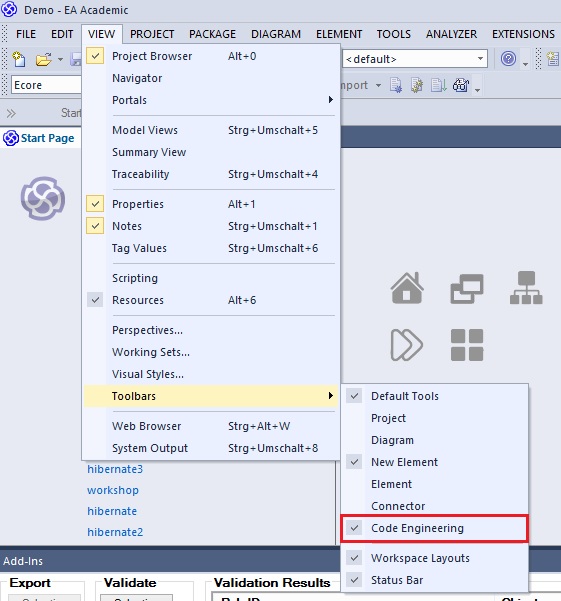 Demo - EA Academic
FILE EDIT VIEW PROJECT PACKAGE DIAGRAM ELEMENT TOOLS ANALYZER EXTENSIONS
<default>
Ecore
mport
Start
Start Page
Project Browser Alt+0
Navigator
Portals
Model Views Strg+Umschalt+5
Summary View
Traceability Strg+Umschalt+4
Properties Alt+1
Notes Strg+Umschalt+1
Tag Values Strg+Umschalt+6
Scripting
Resources Alt+6
Perspectives...
Working Sets...
Visual Styles...
Toolbars
Web Browser Strg+Alt+W
System Output Strg+Umschalt+8
Default Tools
Project
Diagram
New Element
Element
Connector
Code Engineering
Workspace Layouts
Status Bar
hibernate3
workshop
hibernate
hibernate2
Add-Ins
Export Validate Validation Results